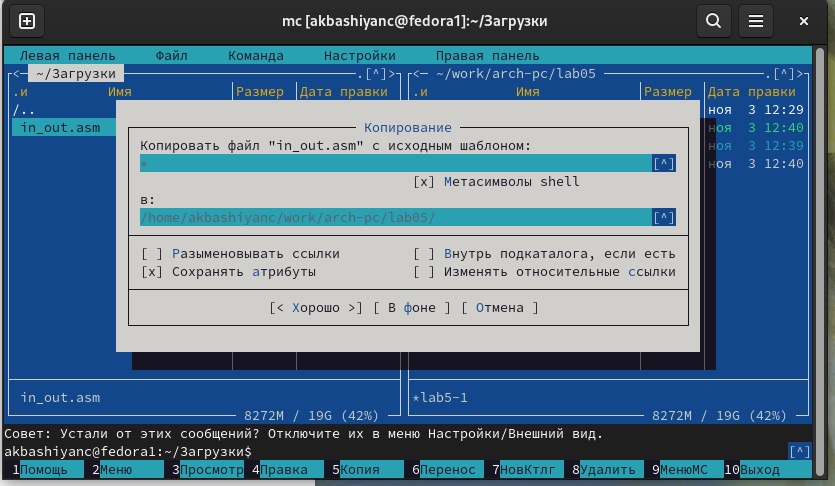 mc [akbashiyanc@fedora1]:~/Загрузки
Левая панель Файл Команда Настройки Правая панель
<─ ~/Загрузки .[^]> <─ ~/work/arch-pc/lab05 .[^]>
.и Имя Размер Дата правки .и Имя Размер Дата правки
/.. ноя 3 12:29
in_out.asm ноя 3 12:40
ноя 3 12:39
ноя 3 12:40
Копирование
Копировать файл "in_out.asm" с исходным шаблоном:
* [^]
[x] Метасимволы shell
в:
/home/akbashiyanc/work/arch-pc/lab05/ [^]
[ ] Разыменовывать ссылки [ ] Внутрь подкаталога, если есть
[x] Сохранять атрибуты [ ] Изменять относительные ссылки
[< Хорошо >] [ В фоне ] [ Отмена ]
in_out.asm *lab5-1
8272M / 19G (42%) 8272M / 19G (42%)
Совет: Устали от этих сообщений? Отключите их в меню Настройки/Внешний вид.
akbashiyanc@fedora1:~/Загрузки$ [^]
1Помощь 2Меню 3Просмотр 4Правка 5Копия 6Перенос 7НовКтлг 8Удалить 9МенюМС 10Выход